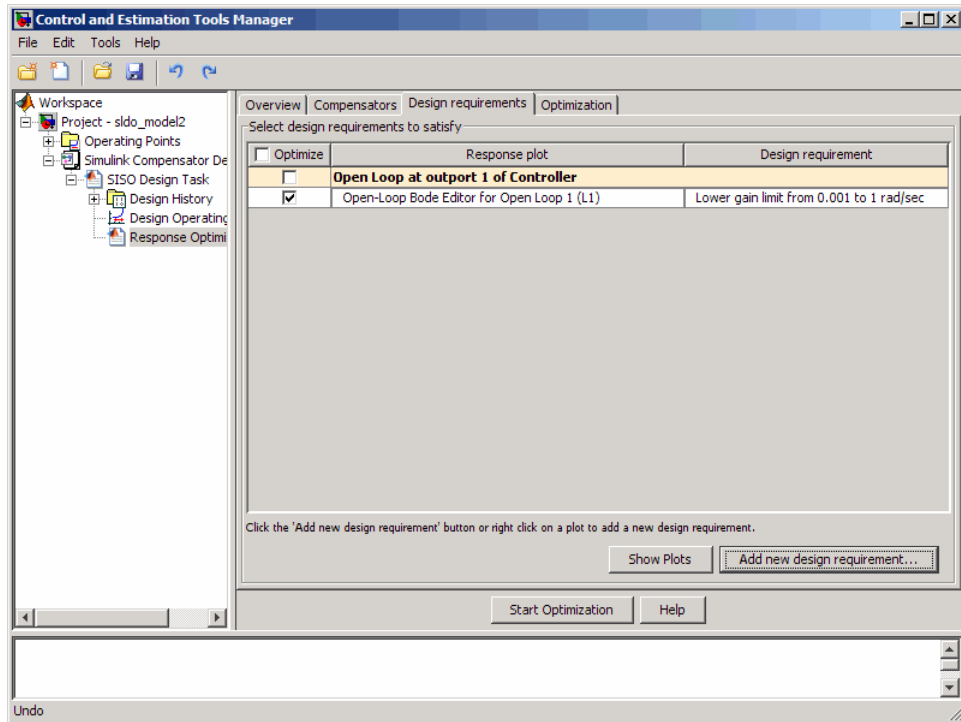 Control and Estimation Tools Manager
File Edit Tools Help
Workspace
Project - sldo_model2
Operating Points
Simulink Compensator De
SISO Design Task
Design History
Design Operating
Response Optimi
Overview Compensators Design requirements Optimization
Select design requirements to satisfy
Optimize Response plot Design requirement
Open Loop at outport 1 of Controller
Open-Loop Bode Editor for Open Loop 1 (L1) Lower gain limit from 0.001 to 1 rad/sec
Click the 'Add new design requirement' button or right click on a plot to add a new design requirement.
Show Plots Add new design requirement...
Start Optimization Help
Undo